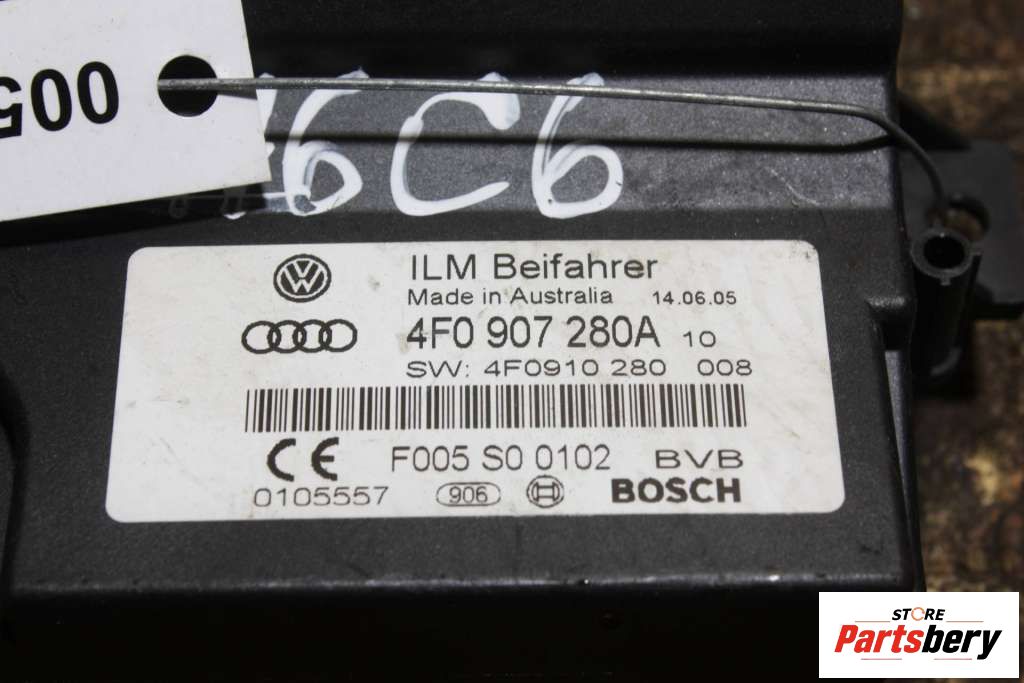 005
6C6
ILM Beifahrer
Made in Australia 14.06.05
4F0 907 280A 10
SW: 4F0910 280 008
CE F005 S0 0102 BVB
0105557 906 BOSCH
STORE
Partsbery